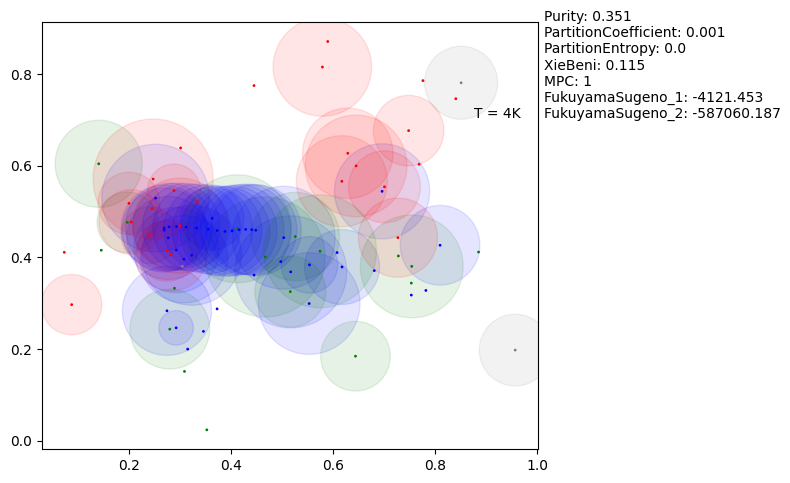 Purity: 0.351
PartitionCoefficient: 0.001
PartitionEntropy: 0.0
XieBeni: 0.115
MPC: 1
FukuyamaSugeno_1: -4121.453
FukuyamaSugeno_2: -587060.187
T = 4K
0.8
0.6
0.4
0.2
0.0
0.2
0.4
0.6
0.8
1.0